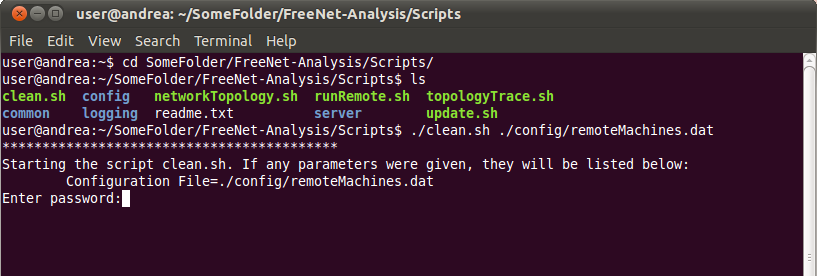 user@andrea: ~/SomeFolder/FreeNet-Analysis/Scripts
File Edit View Search Terminal Help
user@andrea:~$ cd SomeFolder/FreeNet-Analysis/Scripts/
user@andrea:~/SomeFolder/FreeNet-Analysis/Scripts$ ls
clean.sh config networkTopology.sh runRemote.sh topologyTrace.sh
common logging readme.txt server update.sh
user@andrea:~/SomeFolder/FreeNet-Analysis/Scripts$ ./clean.sh ./config/remoteMachines.dat
******************************************
Starting the script clean.sh. If any parameters were given, they will be listed below:
Configuration File=./config/remoteMachines.dat
Enter password: